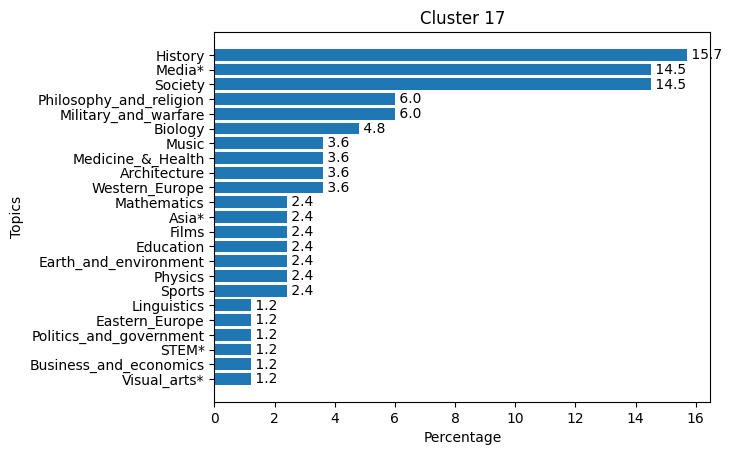 Cluster 17
History 15.7
Media* 14.5
Society 14.5
Philosophy_and_religion 6.0
Military_and_warfare 6.0
Biology 4.8
Music 3.6
Medicine_&_Health 3.6
Architecture 3.6
Western_Europe 3.6
Mathematics 2.4
Asia* 2.4
Films 2.4
Education 2.4
Earth_and_environment 2.4
Physics 2.4
Sports 2.4
Linguistics 1.2
Eastern_Europe 1.2
Politics_and_government 1.2
STEM* 1.2
Business_and_economics 1.2
Visual_arts* 1.2
Topics
0 2 4 6 8 10 12 14 16
Percentage